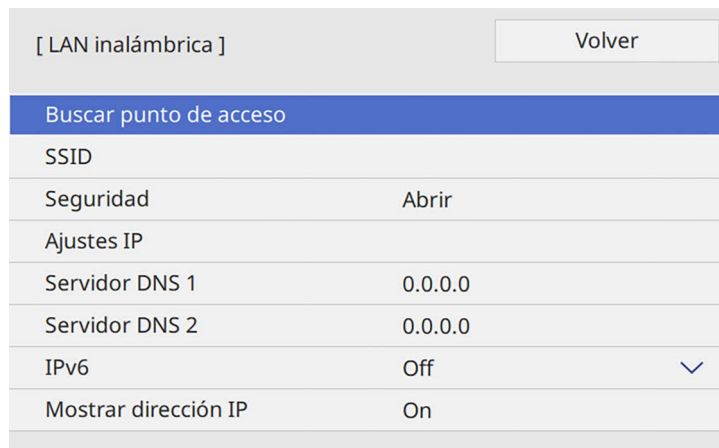 [ LAN inalámbrica ] Volver
Buscar punto de acceso
SSID
Seguridad Abrir
Ajustes IP
Servidor DNS 1 0.0.0.0
Servidor DNS 2 0.0.0.0
IPv6 Off
Mostrar dirección IP On